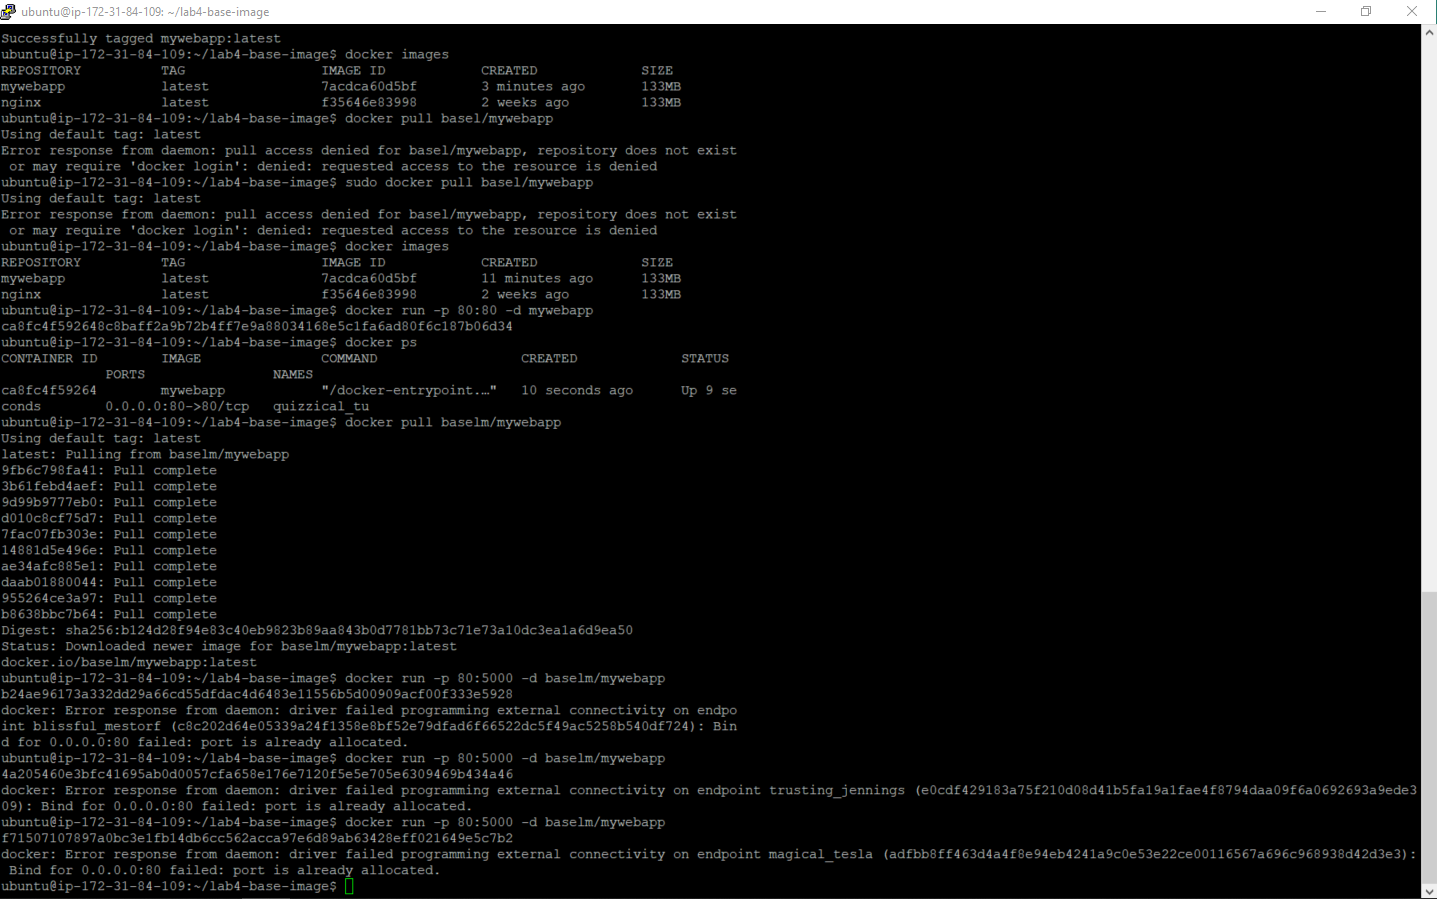 ubuntu@ip-172-31-84-109: ~/lab4-base-image
Successfully tagged mywebapp:latest
ubuntu@ip-172-31-84-109:~/lab4-base-image$ docker images
REPOSITORY          TAG                 IMAGE ID            CREATED             SIZE
mywebapp            latest              7acdca60d5bf        3 minutes ago       133MB
nginx               latest              f35646e83998        2 weeks ago         133MB
ubuntu@ip-172-31-84-109:~/lab4-base-image$ docker pull basel/mywebapp
Using default tag: latest
Error response from daemon: pull access denied for basel/mywebapp, repository does not exist
 or may require 'docker login': denied: requested access to the resource is denied
ubuntu@ip-172-31-84-109:~/lab4-base-image$ sudo docker pull basel/mywebapp
Using default tag: latest
Error response from daemon: pull access denied for basel/mywebapp, repository does not exist
 or may require 'docker login': denied: requested access to the resource is denied
ubuntu@ip-172-31-84-109:~/lab4-base-image$ docker images
REPOSITORY          TAG                 IMAGE ID            CREATED             SIZE
mywebapp            latest              7acdca60d5bf        11 minutes ago      133MB
nginx               latest              f35646e83998        2 weeks ago         133MB
ubuntu@ip-172-31-84-109:~/lab4-base-image$ docker run -p 80:80 -d mywebapp
ca8fc4f592648c8baff2a9b72b4ff7e9a88034168e5c1fa6ad80f6c187b06d34
ubuntu@ip-172-31-84-109:~/lab4-base-image$ docker ps
CONTAINER ID        IMAGE               COMMAND                  CREATED             STATUS
             PORTS                NAMES
ca8fc4f59264        mywebapp            "/docker-entrypoint.…"   10 seconds ago      Up 9 se
conds        0.0.0.0:80->80/tcp   quizzical_tu
ubuntu@ip-172-31-84-109:~/lab4-base-image$ docker pull baselm/mywebapp
Using default tag: latest
latest: Pulling from baselm/mywebapp
9fb6c798fa41: Pull complete
3b61febd4aef: Pull complete
9d99b9777eb0: Pull complete
d010c8cf75d7: Pull complete
7fac07fb303e: Pull complete
14881d5e496e: Pull complete
ae34afc885e1: Pull complete
daab01880044: Pull complete
955264ce3a97: Pull complete
b8638bbc7b64: Pull complete
Digest: sha256:b124d28f94e83c40eb9823b89aa843b0d7781bb73c71e73a10dc3ea1a6d9ea50
Status: Downloaded newer image for baselm/mywebapp:latest
docker.io/baselm/mywebapp:latest
ubuntu@ip-172-31-84-109:~/lab4-base-image$ docker run -p 80:5000 -d baselm/mywebapp
b24ae96173a332dd29a66cd55dfdac4d6483e11556b5d00909acf00f333e5928
docker: Error response from daemon: driver failed programming external connectivity on endpo
int blissful_mestorf (c8c202d64e05339a24f1358e8bf52e79dfad6f66522dc5f49ac5258b540df724): Bin
d for 0.0.0.0:80 failed: port is already allocated.
ubuntu@ip-172-31-84-109:~/lab4-base-image$ docker run -p 80:5000 -d baselm/mywebapp
4a205460e3bfc41695ab0d0057cfa658e176e7120f5e5e705e6309469b434a46
docker: Error response from daemon: driver failed programming external connectivity on endpoint trusting_jennings (e0cdf429183a75f210d08d41b5fa19a1fae4f8794daa09f6a0692693a9ede3
09): Bind for 0.0.0.0:80 failed: port is already allocated.
ubuntu@ip-172-31-84-109:~/lab4-base-image$ docker run -p 80:5000 -d baselm/mywebapp
f71507107897a0bc3e1fb14db6cc562acca97e6d89ab63428eff021649e5c7b2
docker: Error response from daemon: driver failed programming external connectivity on endpoint magical_tesla (adfbb8ff463d4a4f8e94eb4241a9c0e53e22ce00116567a696c968938d42d3e3):
 Bind for 0.0.0.0:80 failed: port is already allocated.
ubuntu@ip-172-31-84-109:~/lab4-base-image$